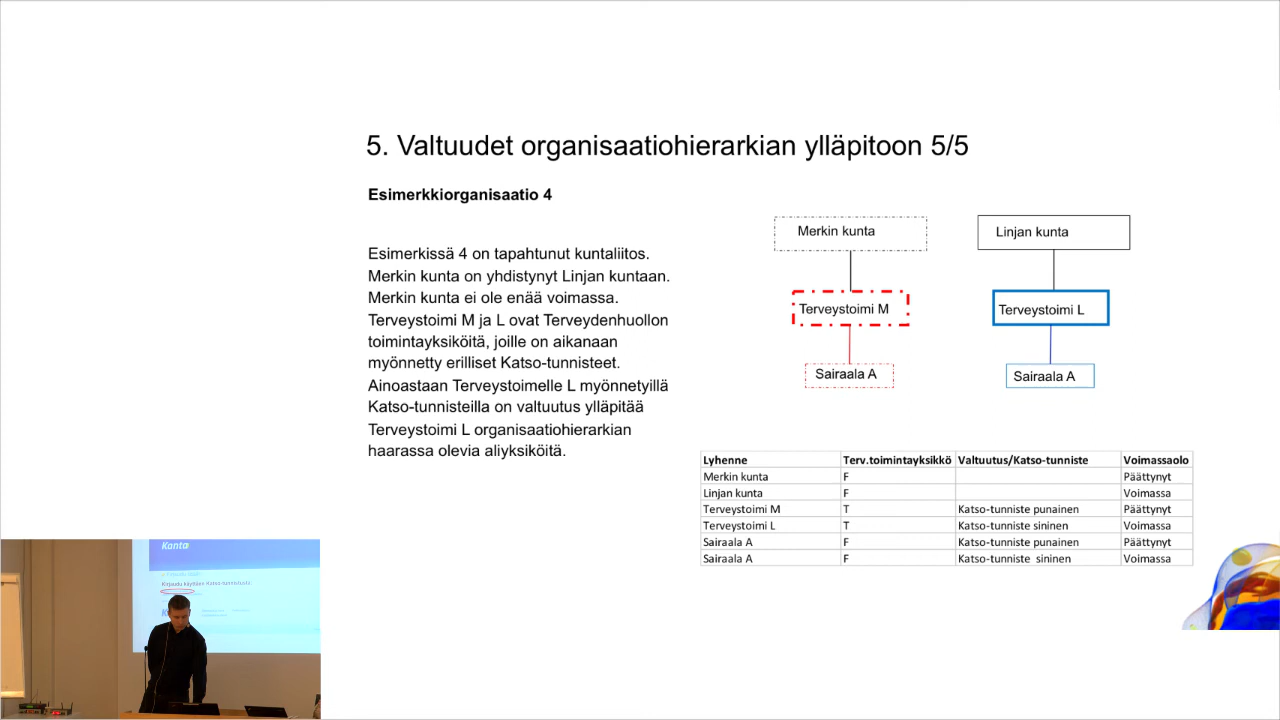 5. Valtuudet organisaatiohierarkian ylläpitoon 5/5
Esimerkkiorganisaatio 4
Esimerkissä 4 on tapahtunut kuntaliitos.
Merkin kunta on yhdistynyt Linjan kuntaan.
Merkin kunta ei ole enää voimassa.
Terveystoimi M ja L ovat Terveydenhuollon
toimintayksiköitä, joille on aikanaan
myönnetty erilliset Katso-tunnisteet.
Ainoastaan Terveystoimelle L myönnetyillä
Katso-tunnisteilla on valtuutus ylläpitää
Terveystoimi L organisaatiohierarkian
haarassa olevia aliyksiköitä.
Merkin kunta
Linjan kunta
Terveystoimi M
Terveystoimi L
Sairaala A
Sairaala A
Lyhenne Terv.toimintayksikkö Valtuutus/Katso-tunniste Voimassaolo
Merkin kunta F Päättynyt
Linjan kunta F Voimassa
Terveystoimi M T Katso-tunniste punainen Päättynyt
Terveystoimi L T Katso-tunniste sininen Voimassa
Sairaala A F Katso-tunniste punainen Päättynyt
Sairaala A F Katso-tunniste sininen Voimassa
Kanta
Kirjaudu käyttäen Katso-tunnistusta